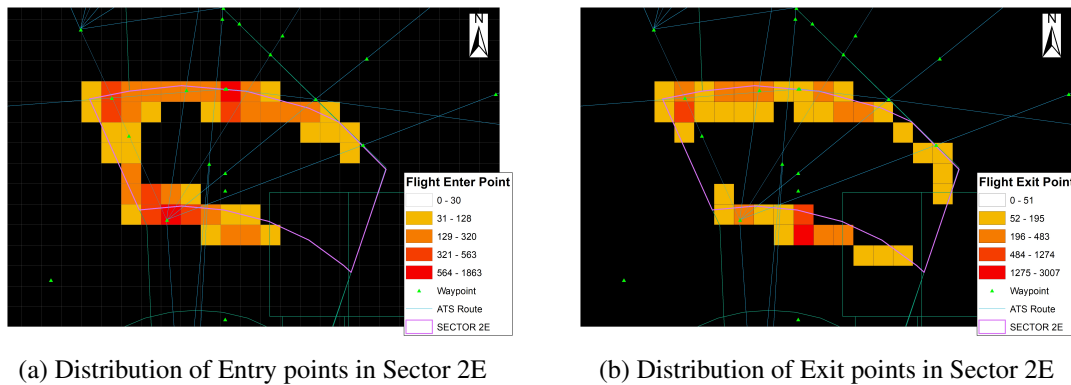 N
Flight Enter Point
0 - 30
31 - 128
129 - 320
321 - 563
564 - 1863
Waypoint
ATS Route
SECTOR 2E
(a) Distribution of Entry points in Sector 2E
N
Flight Exit Point
0 - 51
52 - 195
196 - 483
484 - 1274
1275 - 3007
Waypoint
ATS Route
SECTOR 2E
(b) Distribution of Exit points in Sector 2E